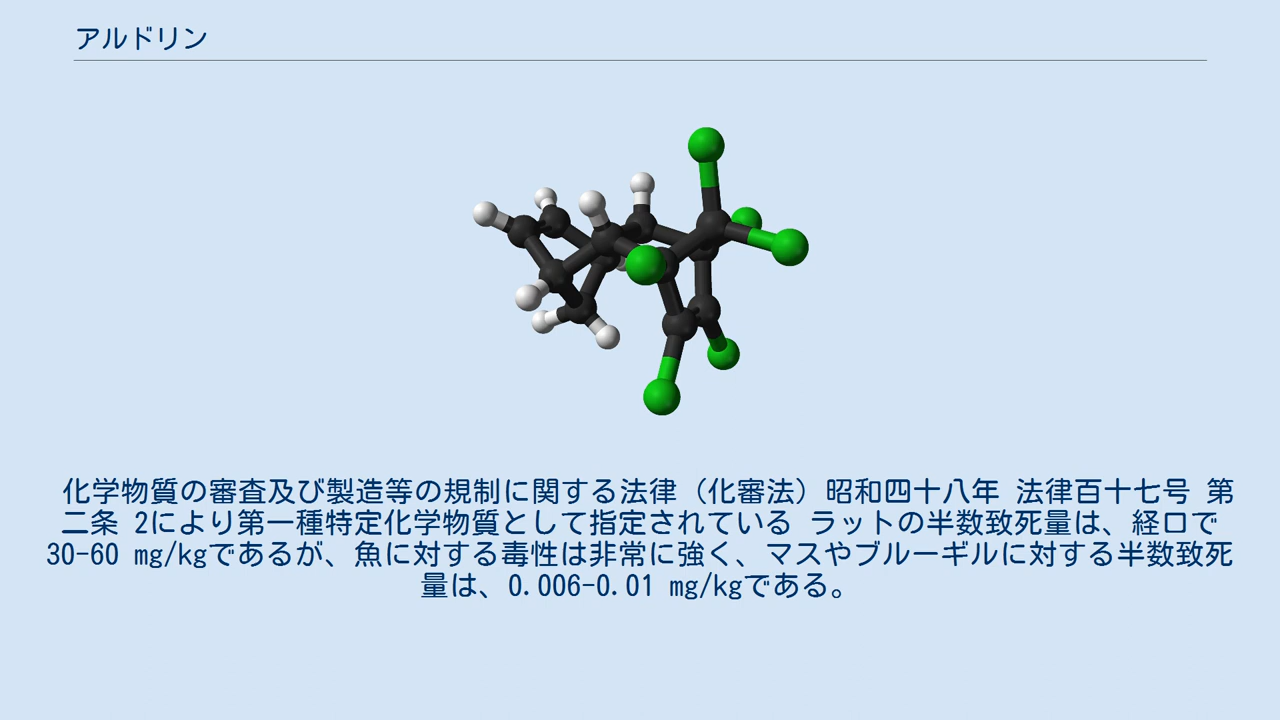 アルドリン
化学物質の審査及び製造等の規制に関する法律（化審法）昭和四十八年 法律百十七号 第
二条 2により第一種特定化学物質として指定されている ラットの半数致死量は、経口で
30-60 mg/kgであるが、魚に対する毒性は非常に強く、マスやブルーギルに対する半数致死
量は、0.006-0.01 mg/kgである。